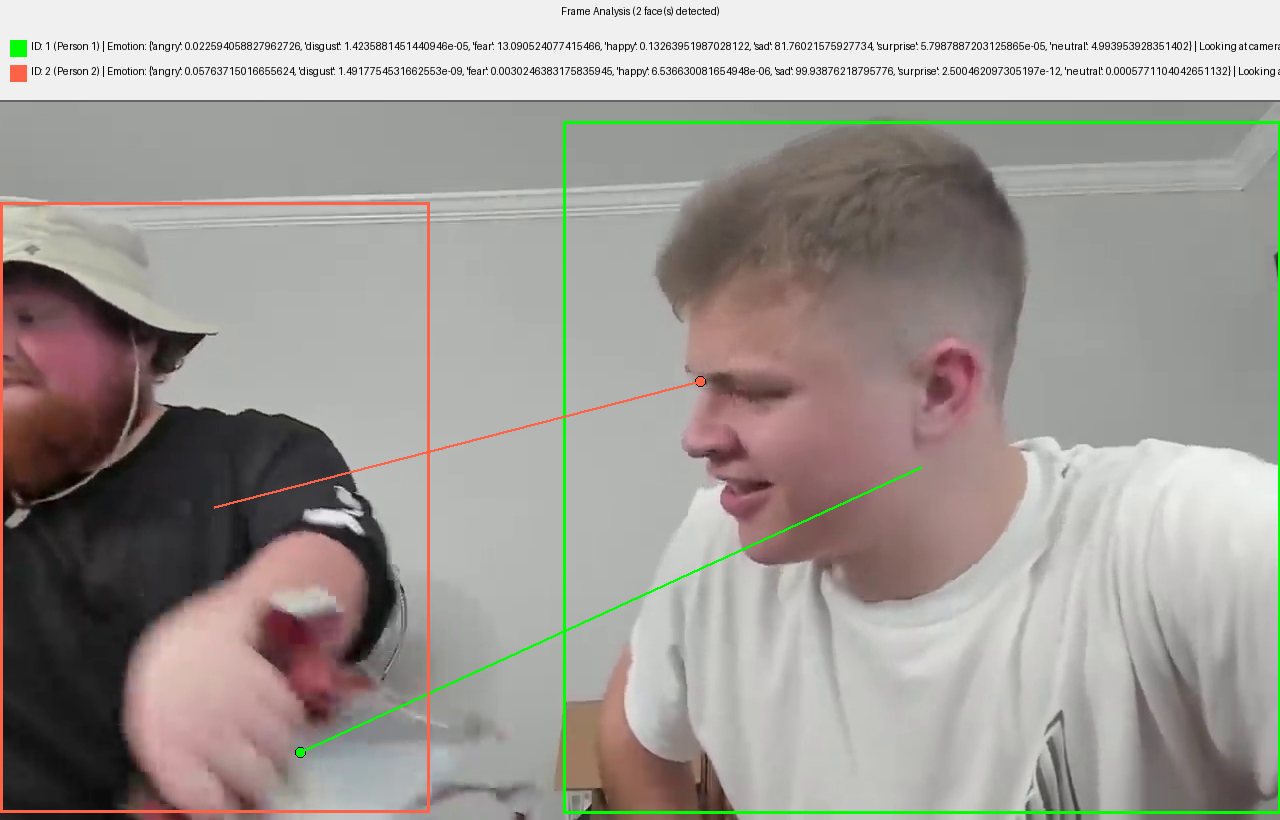 Frame Analysis (2 face(s) detected)
ID: 1 (Person 1) | Emotion: {'angry': 0.022594058827962726, 'disgust': 1.4235881451440946e-05, 'fear': 13.090524077415466, 'happy': 0.13263951987028122, 'sad': 81.76021575927734, 'surprise': 5.7987887203125865e-05, 'neutral': 4.993953928351402} | Looking at camera
ID: 2 (Person 2) | Emotion: {'angry': 0.05763715016655624, 'disgust': 1.4917754531662553e-09, 'fear': 0.0030246383175835945, 'happy': 6.536630081654948e-06, 'sad': 99.93876218795776, 'surprise': 2.500462097305197e-12, 'neutral': 0.0005771104042651132} | Looking a